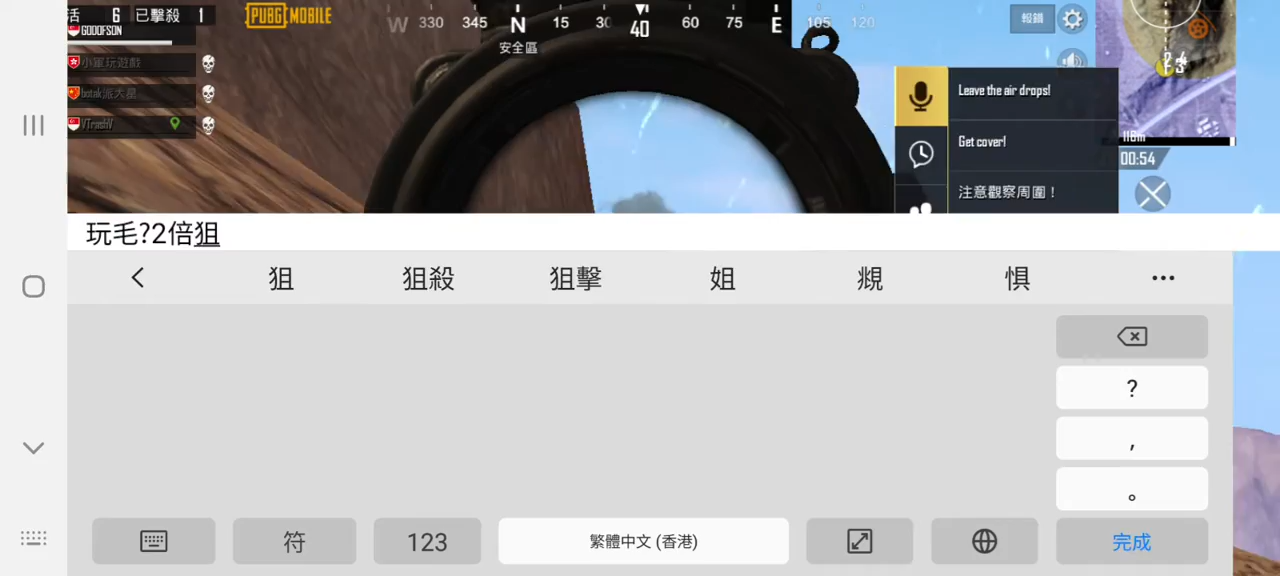 活 6 已擊殺 1
PUBG MOBILE
W 330 345 N 15 30 40 60 75 E 105 120
安全區
報錯
GODOFSON
小軍玩遊戲
botak派大星
VTrashV
Leave the air drops!
Get cover!
注意觀察周圍！
116m
00:54
玩毛?2倍狙
狙 狙殺 狙擊 姐 覰 惧
?
,
。
符 123 繁體中文 (香港) 完成